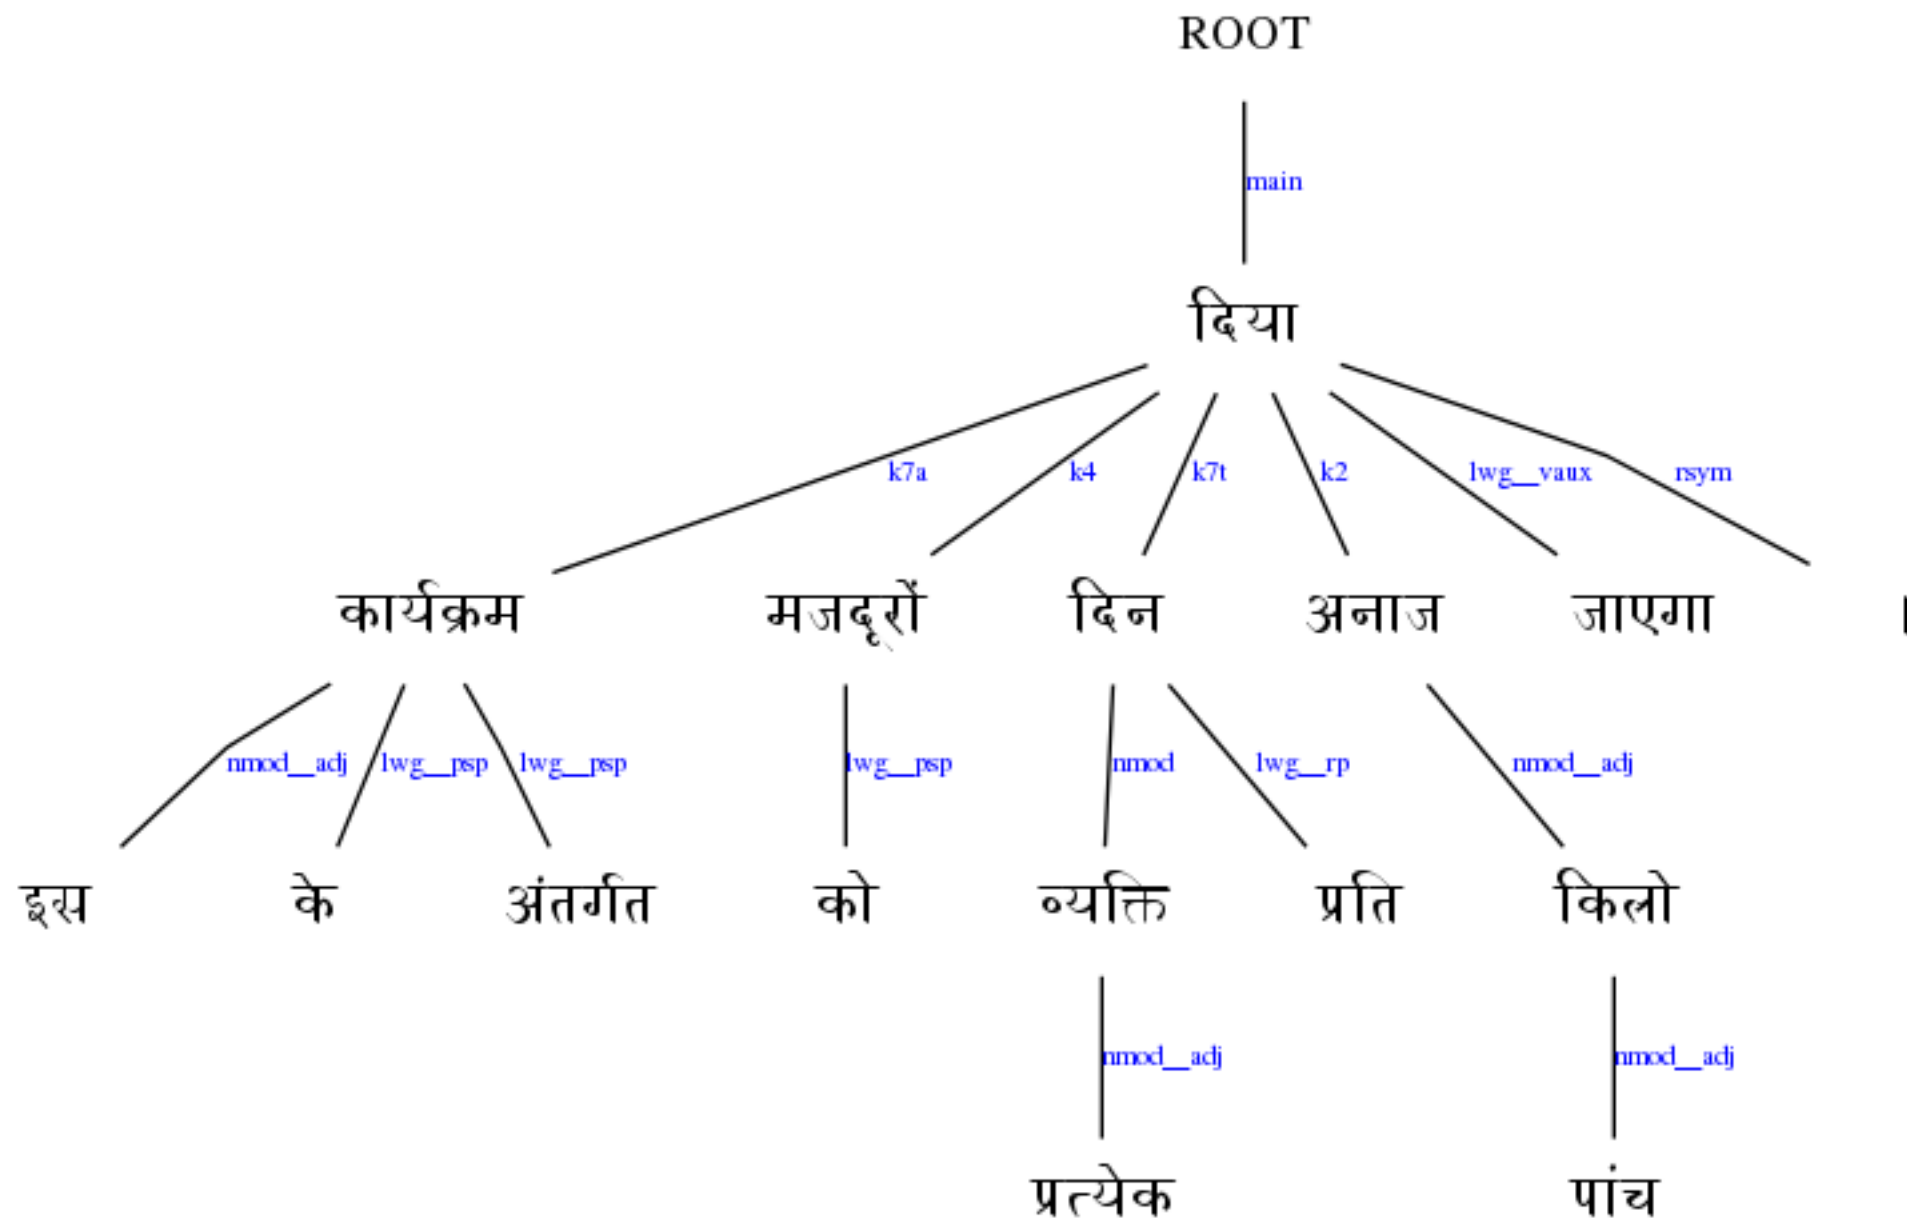 ROOT
main
दिया
k7a k4 k7t k2 lwg__vaux rsym
कार्यक्रम मजदूरों दिन अनाज जाएगा ।
nmod__adj lwg__psp lwg__psp lwg__psp nmod lwg__rp nmod__adj
इस के अंतर्गत को व्यक्ति प्रति किलो
nmod__adj nmod__adj
प्रत्येक पांच